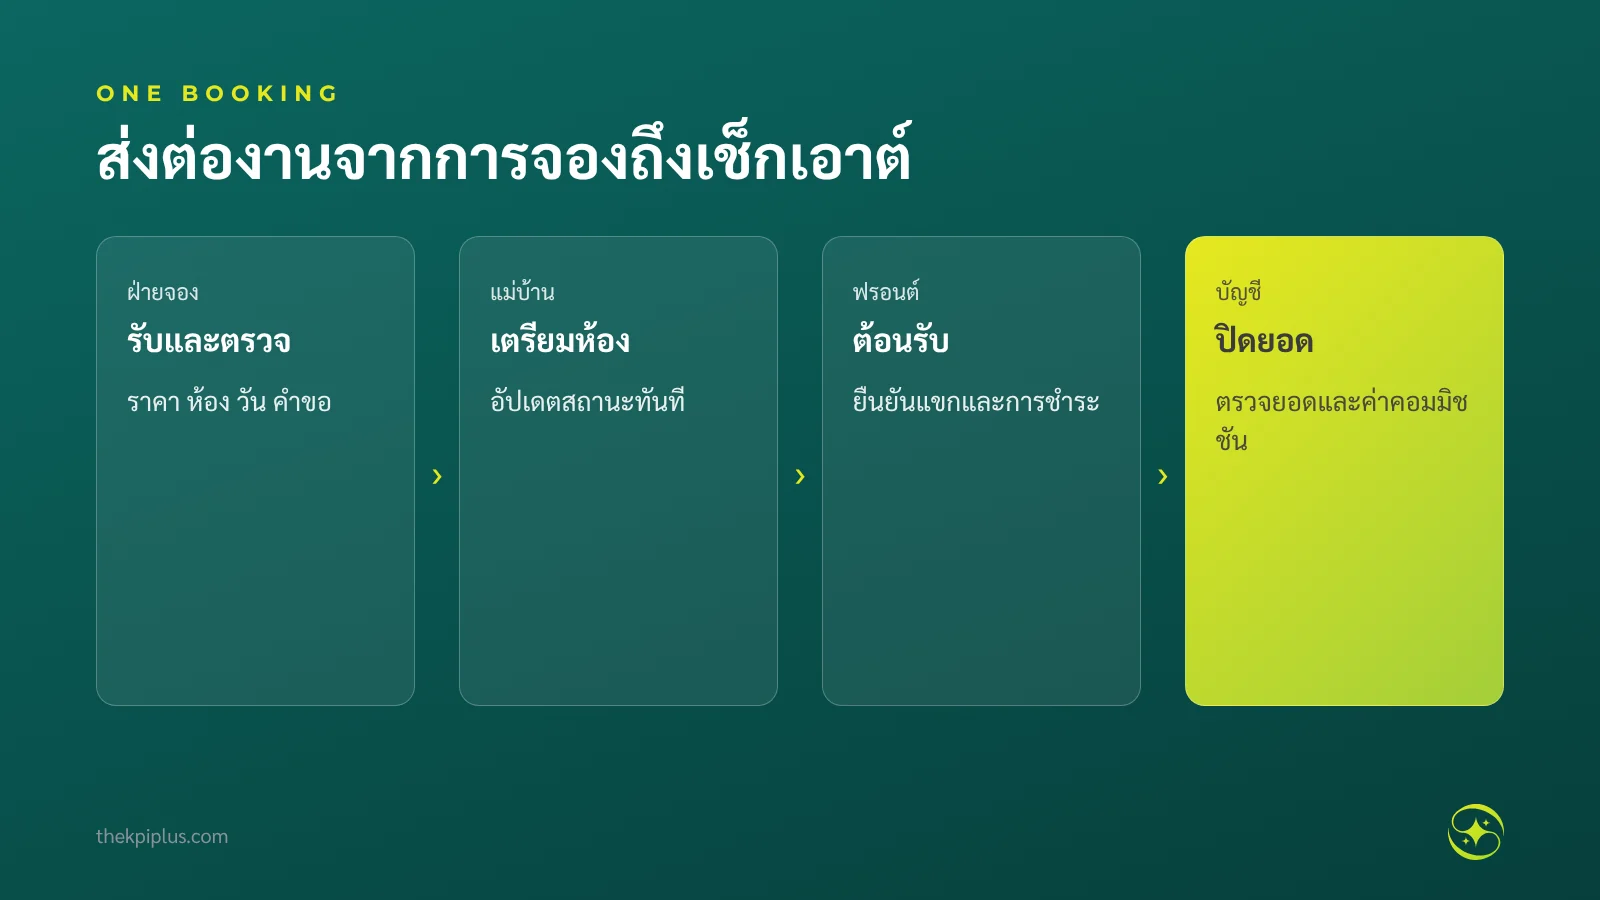 ONE BOOKING
ส่งต่องานจากการจองถึงเช็กเอาต์
ฝ่ายจอง
รับและตรวจ
ราคา ห้อง วัน คำขอ
›
แม่บ้าน
เตรียมห้อง
อัปเดตสถานะทันที
›
ฟรอนต์
ต้อนรับ
ยืนยันแขกและการชำระ
›
บัญชี
ปิดยอด
ตรวจยอดและค่าคอมมิช
ชัน
thekpiplus.com